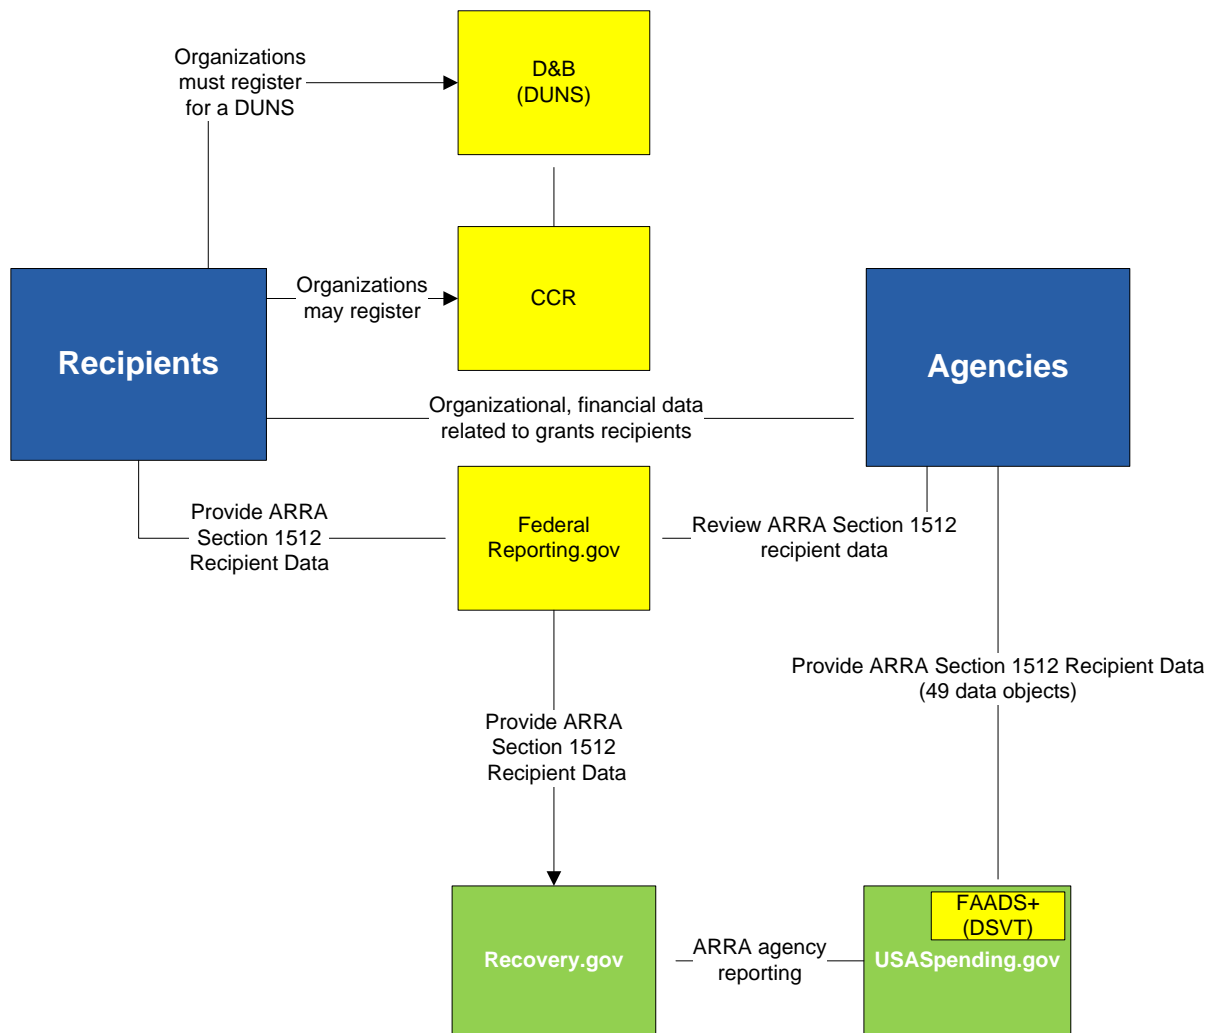 Organizations
must register
for a DUNS
D&B
(DUNS)
Organizations
may register
CCR
Recipients
Agencies
Organizational, financial data
related to grants recipients
Provide ARRA
Section 1512
Recipient Data
Federal
Reporting.gov
Review ARRA Section 1512
recipient data
Provide ARRA Section 1512 Recipient Data
(49 data objects)
Provide ARRA
Section 1512
Recipient Data
Recovery.gov
ARRA agency
reporting
FAADS+
(DSVT)
USASpending.gov